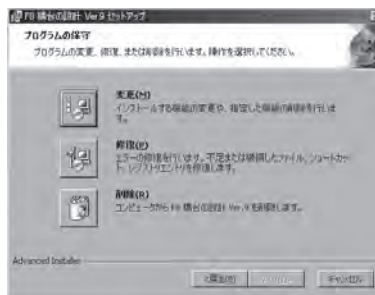 F8 橋台の設計 Ver.9 セットアップ
プログラムの保守
プログラムの変更、修復、または削除を行います。操作を選択してください。
変更(M)
インストールする機能の変更や、指定した機能の削除を行いま
す。
修復(P)
エラーの修復を行います。不足または破損したファイル、ショートカッ
ト、レジストリエントリを修復します。
削除(R)
コンピュータから F8 橋台の設計 Ver.9 を削除します。
Advanced Installer
<戻る(B)
キャンセル